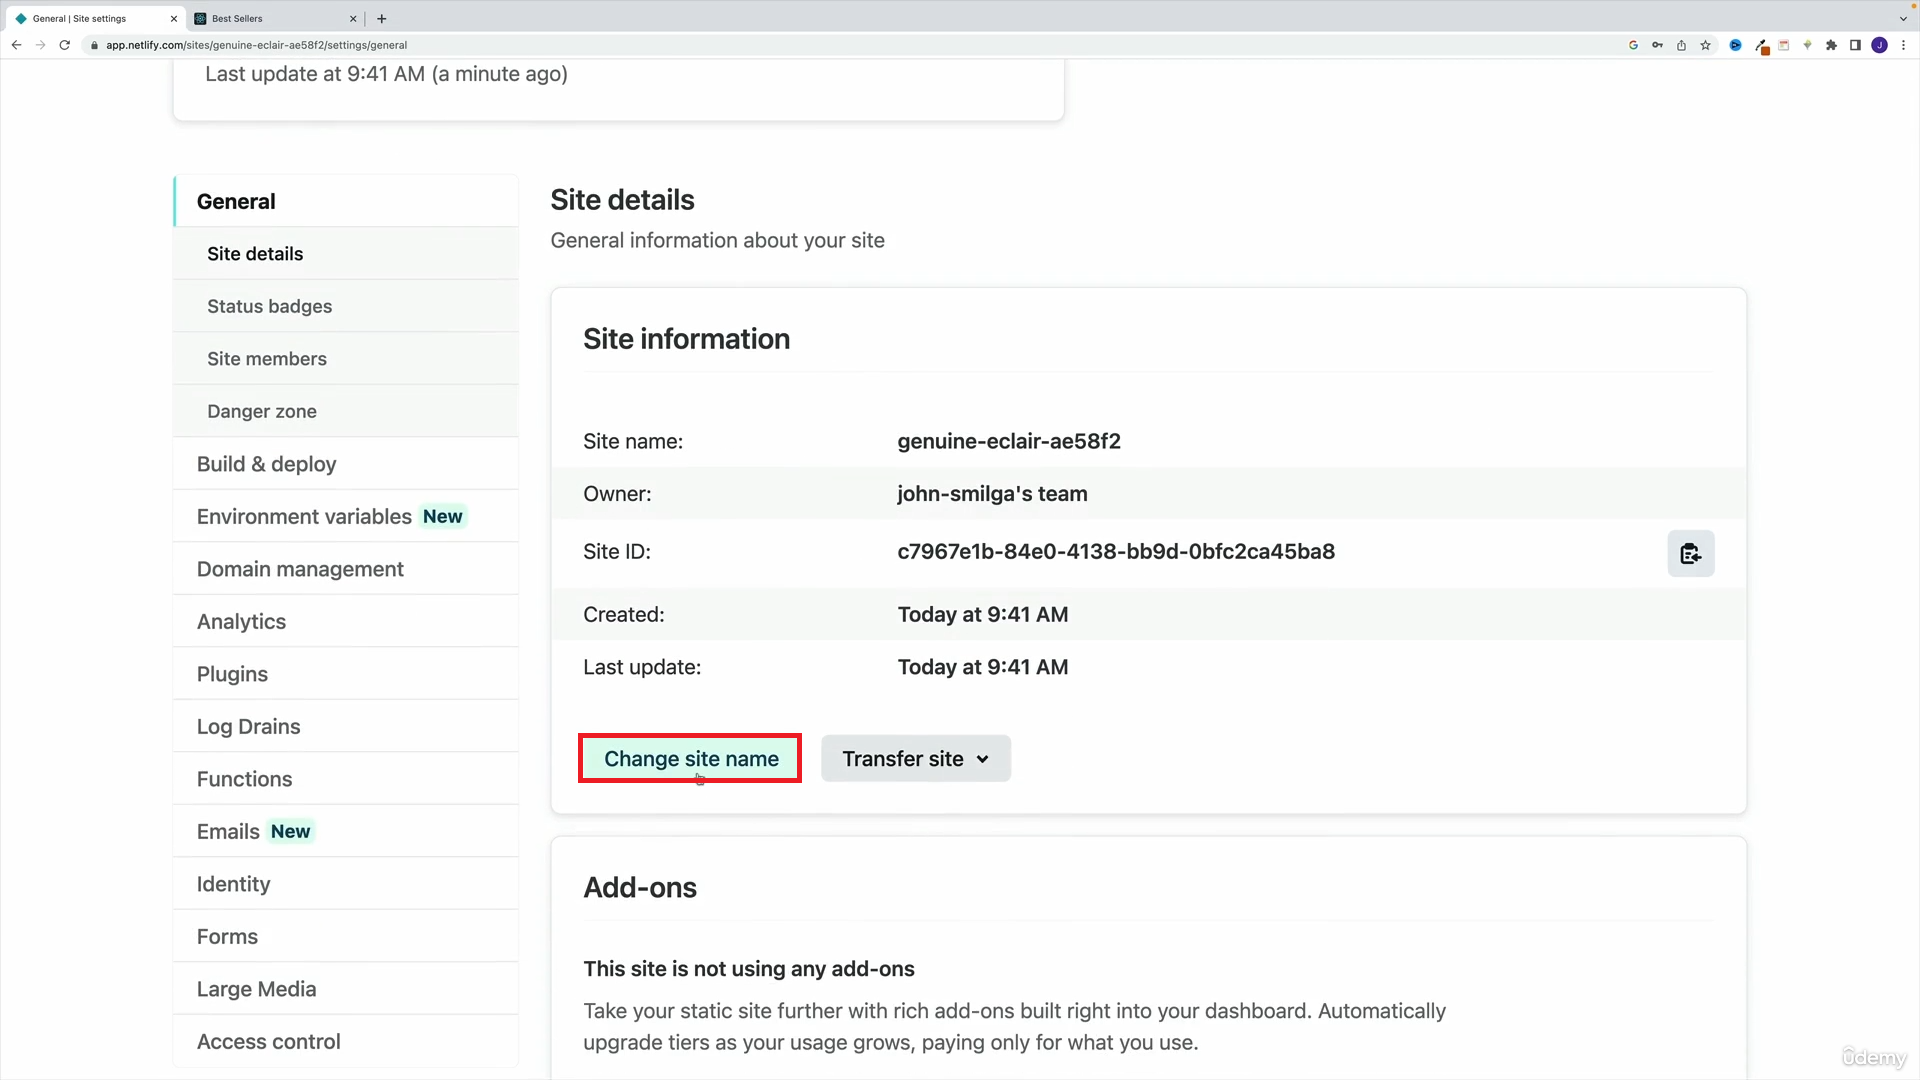 General | Site settings
Best Sellers
app.netlify.com/sites/genuine-eclair-ae58f2/settings/general
J
Last update at 9:41 AM (a minute ago)
General
Site details
Status badges
Site members
Danger zone
Build & deploy
Environment variables New
Domain management
Analytics
Plugins
Log Drains
Functions
Emails New
Identity
Forms
Large Media
Access control
Site details
General information about your site
Site information
Site name: genuine-eclair-ae58f2
Owner: john-smilga's team
Site ID: c7967e1b-84e0-4138-bb9d-0bfc2ca45ba8
Created: Today at 9:41 AM
Last update: Today at 9:41 AM
Change site name
Transfer site
Add-ons
This site is not using any add-ons
Take your static site further with rich add-ons built right into your dashboard. Automatically
upgrade tiers as your usage grows, paying only for what you use.
ûdemy